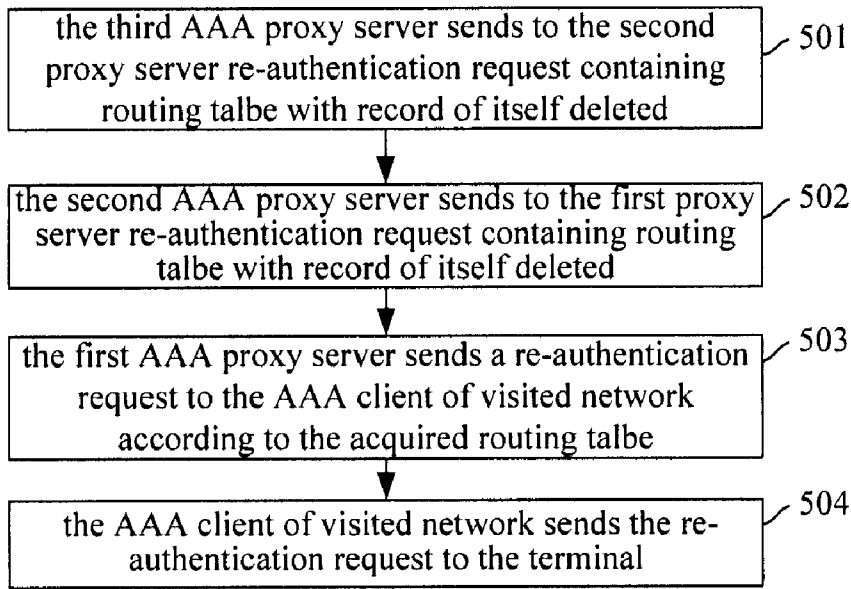 the third AAA proxy server sends to the second
proxy server re-authentication request containing
routing talbe with record of itself deleted
501
the second AAA proxy server sends to the first proxy
server re-authentication request containing routing
talbe with record of itself deleted
502
the first AAA proxy server sends a re-authentication
request to the AAA client of visited network
according to the acquired routing talbe
503
the AAA client of visited network sends the re-
authentication request to the terminal
504